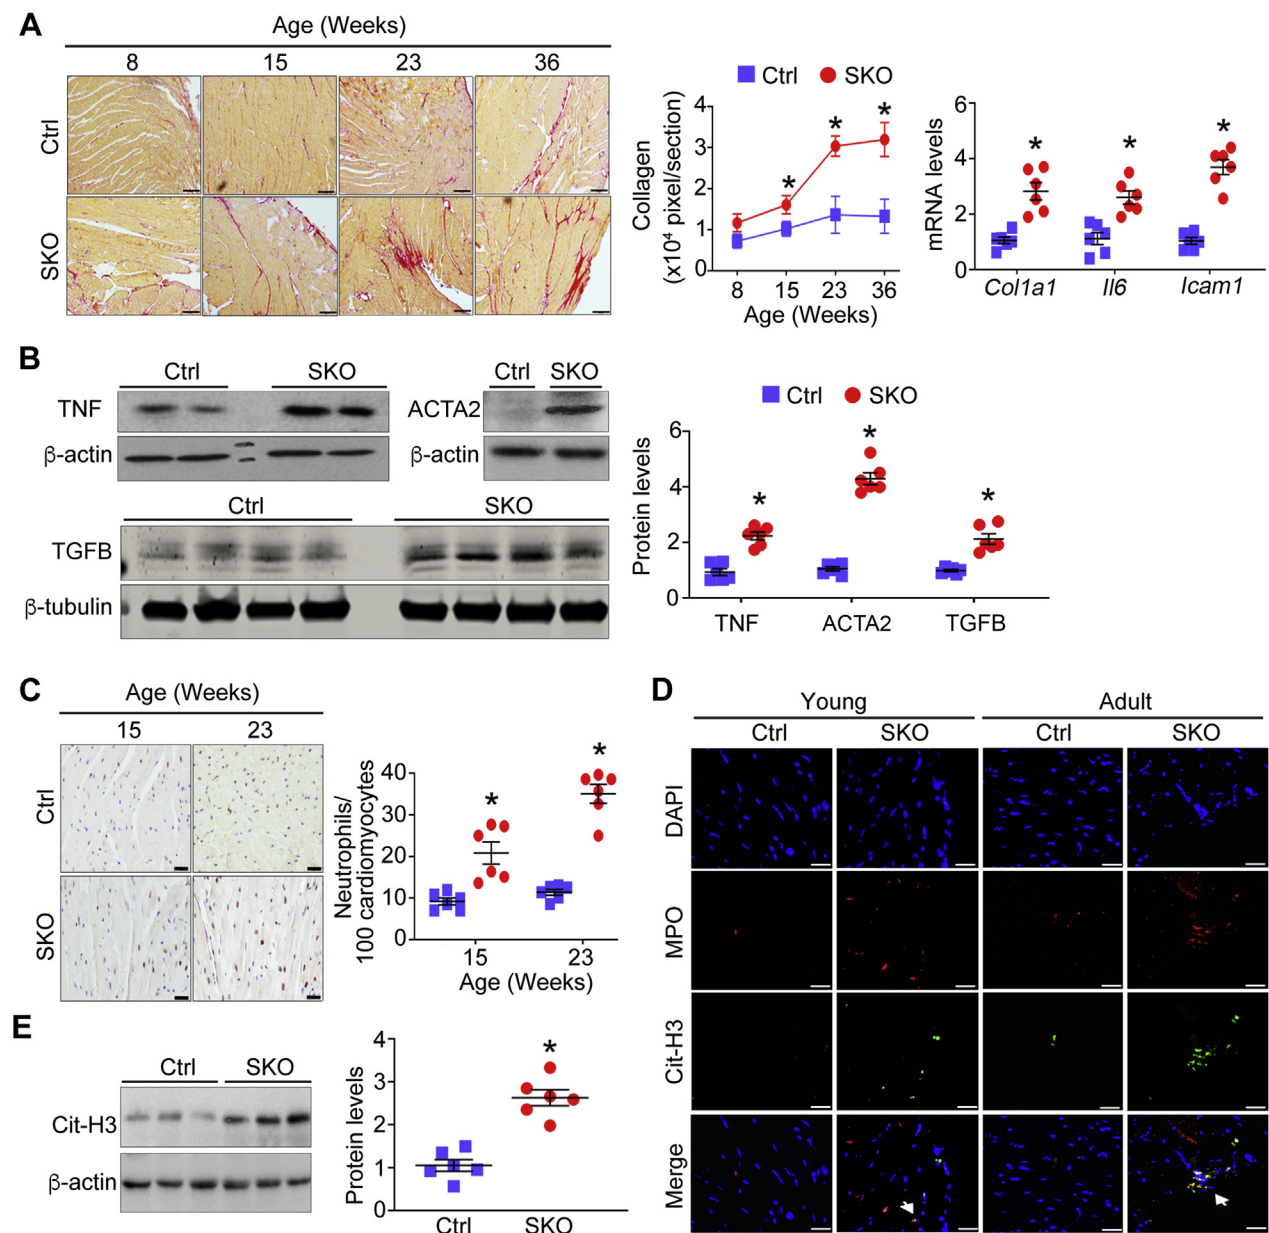 A
Age (Weeks)
8 15 23 36
Ctrl
SKO
Ctrl SKO
Collagen
(x10⁴ pixel/section)
4
3
2
1
0
8 15 23 36
Age (Weeks)
* * *
mRNA levels
6
4
2
0
* * *
Col1a1 Il6 Icam1
B
Ctrl SKO
TNF
β-actin
Ctrl SKO
ACTA2
β-actin
Ctrl SKO
TGFB
β-tubulin
Ctrl SKO
Protein levels
6
4
2
0
* * *
TNF ACTA2 TGFB
C
Age (Weeks)
15 23
Ctrl
SKO
Neutrophils/
100 cardiomyocytes
40
30
20
10
0
* *
15 23
Age (Weeks)
D
Young Adult
Ctrl SKO Ctrl SKO
DAPI
MPO
Cit-H3
Merge
E
Ctrl SKO
Cit-H3
β-actin
Protein levels
4
3
2
1
0
*
Ctrl SKO